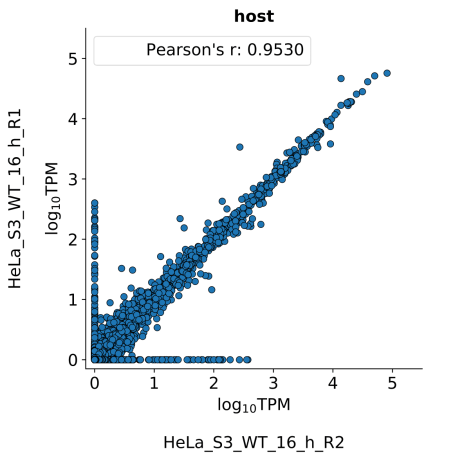 host
Pearson's r: 0.9530
HeLa_S3_WT_16_h_R1
log₁₀TPM
5
4
3
2
1
0
0 1 2 3 4 5
log₁₀TPM
HeLa_S3_WT_16_h_R2